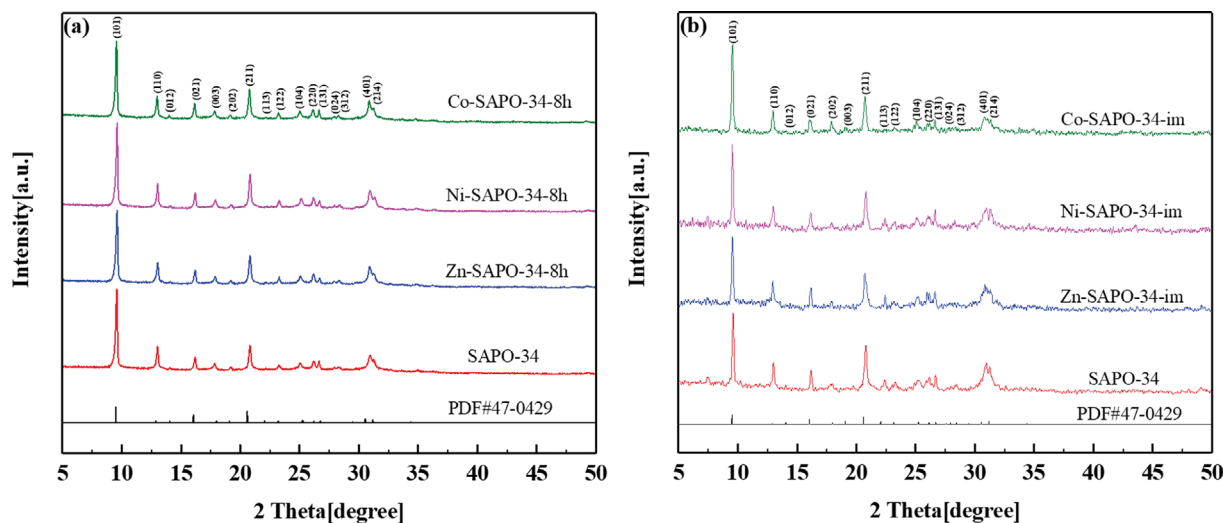 (a)
(101)
(110)
(012)
(021)
(003)
(202)
(211)
(113)
(122)
(104)
(220)
(131)
(024)
(312)
(401)
(214)
Co-SAPO-34-8h
Ni-SAPO-34-8h
Zn-SAPO-34-8h
SAPO-34
PDF#47-0429
Intensity[a.u.]
5 10 15 20 25 30 35 40 45 50
2 Theta[degree]
(b)
(101)
(110)
(012)
(021)
(202)
(003)
(211)
(113)
(122)
(104)
(220)
(131)
(024)
(312)
(401)
(214)
Co-SAPO-34-im
Ni-SAPO-34-im
Zn-SAPO-34-im
SAPO-34
PDF#47-0429
Intensity[a.u.]
5 10 15 20 25 30 35 40 45 50
2 Theta[degree]